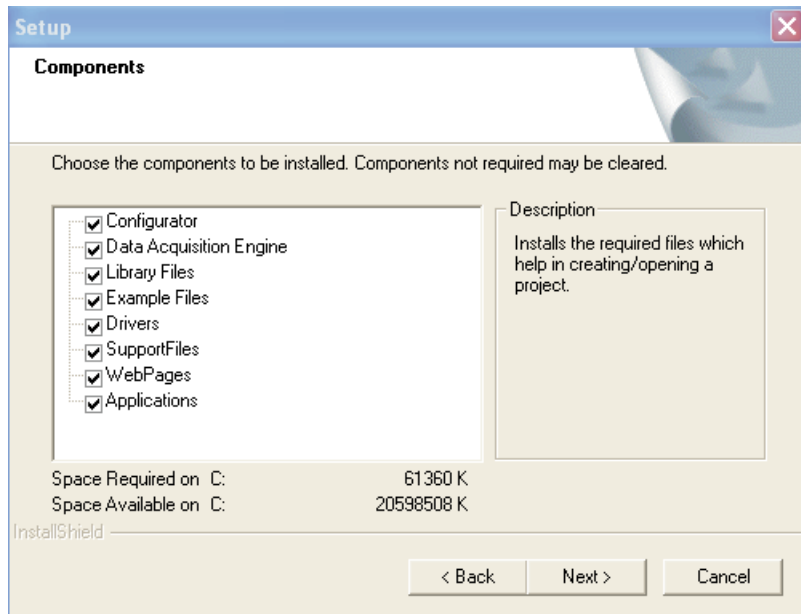 Setup
Components
Choose the components to be installed. Components not required may be cleared.
Configurator
Data Acquisition Engine
Library Files
Example Files
Drivers
SupportFiles
WebPages
Applications
Description
Installs the required files which
help in creating/opening a
project.
Space Required on C: 61360 K
Space Available on C: 20598508 K
InstallShield
< Back Next > Cancel